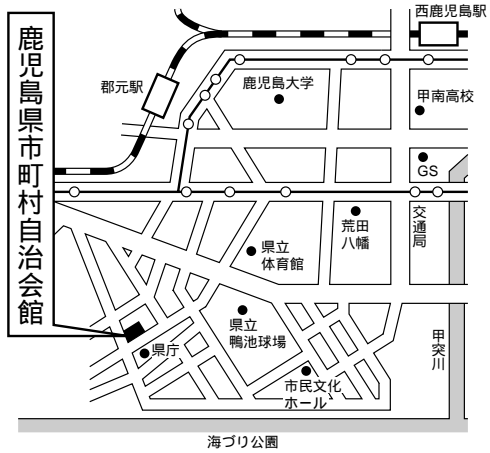 西鹿児島駅
鹿児島県市町村自治会館
郡元駅
鹿児島大学
甲南高校
GS
交通局
荒田
八幡
県立
体育館
県立
鴨池球場
県庁
甲突川
市民文化
ホール
海づり公園